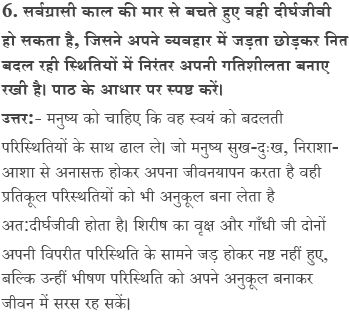 6. सर्वग्रासी काल की मार से बचते हुए वही दीर्घजीवी
हो सकता है, जिसने अपने व्यवहार में जड़ता छोड़कर नित
बदल रही स्थितियों में निरंतर अपनी गतिशीलता बनाए
रखी है। पाठ के आधार पर स्पष्ट करें।
उत्तर:- मनुष्य को चाहिए कि वह स्वयं को बदलती
परिस्थितियों के साथ ढाल ले। जो मनुष्य सुख-दुःख, निराशा-
आशा से अनासक्त होकर अपना जीवनयापन करता है वही
प्रतिकूल परिस्थितियों को भी अनुकूल बना लेता है
अत:दीर्घजीवी होता है। शिरीष का वृक्ष और गाँधी जी दोनों
अपनी विपरीत परिस्थिति के सामने जड़ होकर नष्ट नहीं हुए,
बल्कि उन्हीं भीषण परिस्थिति को अपने अनुकूल बनाकर
जीवन में सरस रह सकें।